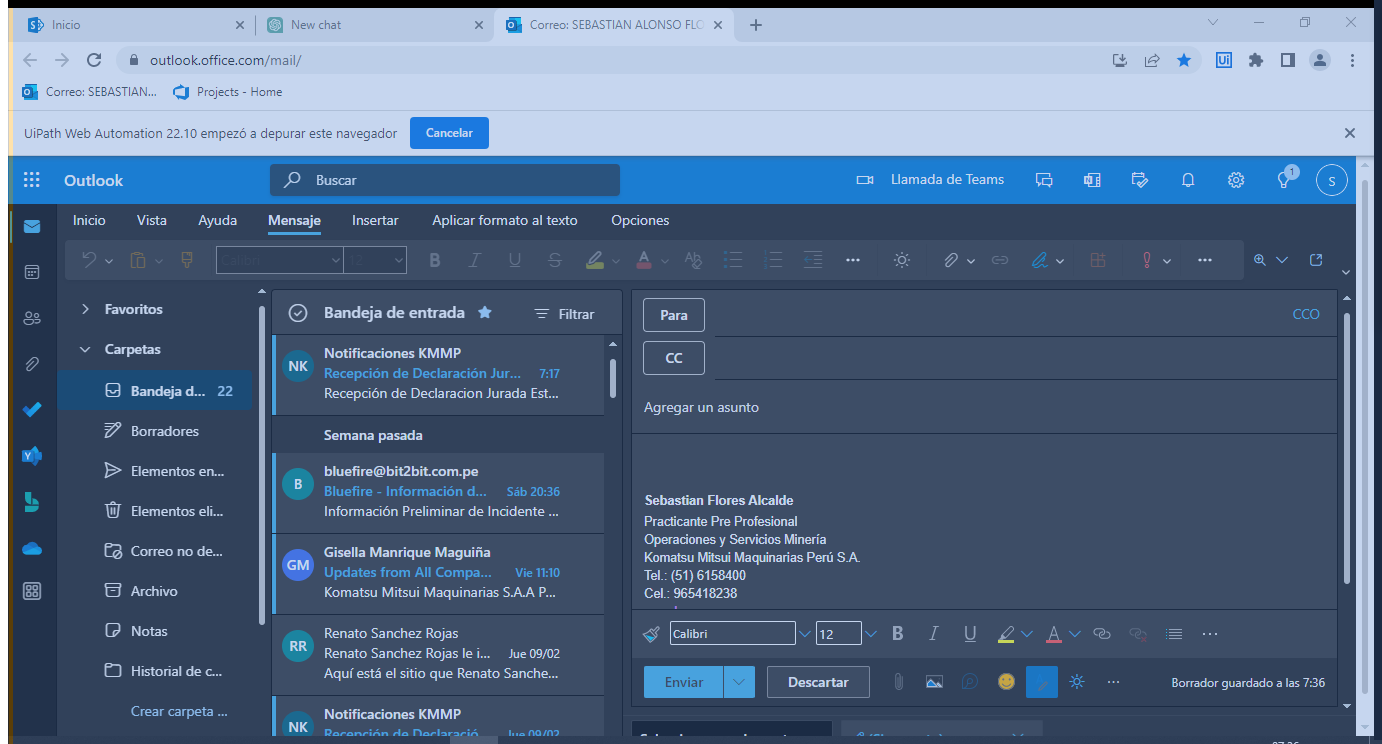 Inicio
New chat
Correo: SEBASTIAN ALONSO FLO
outlook.office.com/mail/
Ui
Correo: SEBASTIAN...
Projects - Home
UiPath Web Automation 22.10 empezó a depurar este navegador
Cancelar
Outlook
Buscar
Llamada de Teams
1
S
Inicio
Vista
Ayuda
Mensaje
Insertar
Aplicar formato al texto
Opciones
Calibri
12
Favoritos
Carpetas
Bandeja d... 22
Borradores
Elementos en...
Elementos eli...
Correo no de...
Archivo
Notas
Historial de c...
Crear carpeta ...
Bandeja de entrada
Filtrar
NK
Notificaciones KMMP
Recepción de Declaración Jur... 7:17
Recepción de Declaracion Jurada Est...
Semana pasada
B
bluefire@bit2bit.com.pe
Bluefire - Información d... Sáb 20:36
Información Preliminar de Incidente ...
GM
Gisella Manrique Maguiña
Updates from All Compa... Vie 11:10
Komatsu Mitsui Maquinarias S.A.A P...
RR
Renato Sanchez Rojas
Renato Sanchez Rojas le i... Jue 09/02
Aquí está el sitio que Renato Sanche...
NK
Notificaciones KMMP
Recepción de Declaració... Jue 09/02
Para
CCO
CC
Agregar un asunto
Sebastian Flores Alcalde
Practicante Pre Profesional
Operaciones y Servicios Minería
Komatsu Mitsui Maquinarias Perú S.A.
Tel.: (51) 6158400
Cel.: 965418238
Calibri
12
Enviar
Descartar
Borrador guardado a las 7:36